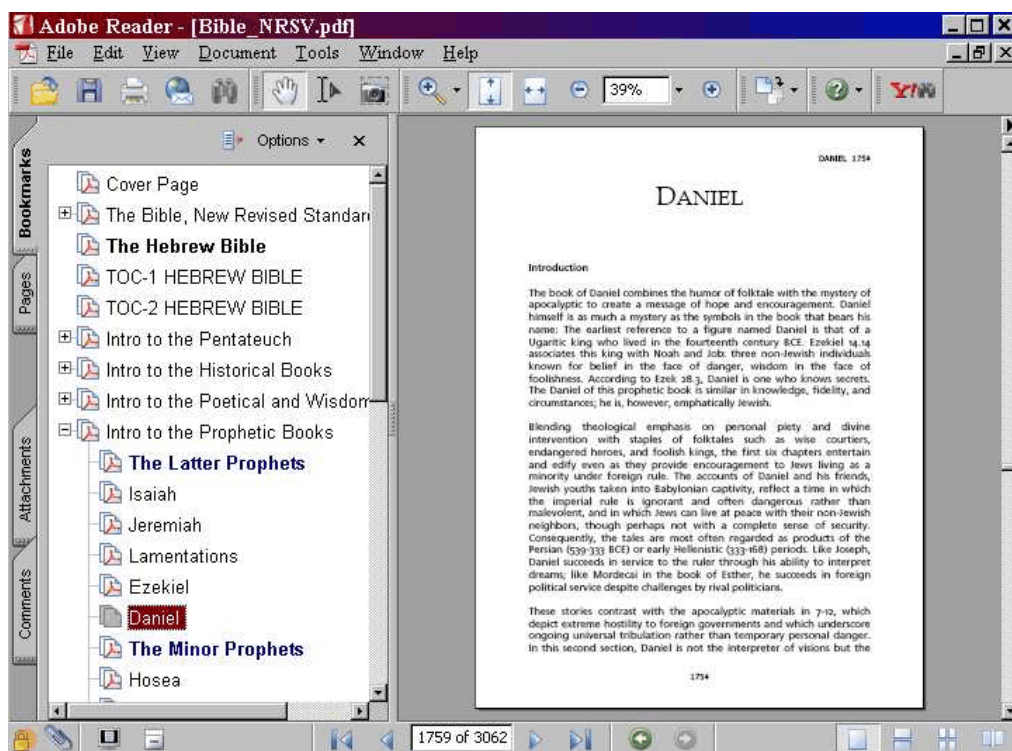 Adobe Reader - [Bible_NRSV.pdf]
File Edit View Document Tools Window Help
39%
Y!
Options
Bookmarks
Pages
Attachments
Comments
Cover Page
The Bible, New Revised Standar
The Hebrew Bible
TOC-1 HEBREW BIBLE
TOC-2 HEBREW BIBLE
Intro to the Pentateuch
Intro to the Historical Books
Intro to the Poetical and Wisdom
Intro to the Prophetic Books
The Latter Prophets
Isaiah
Jeremiah
Lamentations
Ezekiel
Daniel
The Minor Prophets
Hosea
DANIEL 1754
DANIEL
Introduction
The book of Daniel combines the humor of folktale with the mystery of
apocalyptic to create a message of hope and encouragement. Daniel
himself is as much a mystery as the symbols in the book that bears his
name: The earliest reference to a figure named Daniel is that of a
Ugaritic king who lived in the fourteenth century BCE. Ezekiel 14.14
associates this king with Noah and Job: three non-Jewish individuals
known for belief in the face of danger, wisdom in the face of
foolishness. According to Ezek 28.3, Daniel is one who knows secrets.
The Daniel of this prophetic book is similar in knowledge, fidelity, and
circumstances; he is, however, emphatically Jewish.
Blending theological emphasis on personal piety and divine
intervention with staples of folktales such as wise courtiers,
endangered heroes, and foolish kings, the first six chapters entertain
and edify even as they provide encouragement to Jews living as a
minority under foreign rule. The accounts of Daniel and his friends,
Jewish youths taken into Babylonian captivity, reflect a time in which
the imperial rule is ignorant and often dangerous rather than
malevolent, and in which Jews can live at peace with their non-Jewish
neighbors, though perhaps not with a complete sense of security.
Consequently, the tales are most often regarded as products of the
Persian (539-333 BCE) or early Hellenistic (333-168) periods. Like Joseph,
Daniel succeeds in service to the ruler through his ability to interpret
dreams; like Mordecai in the book of Esther, he succeeds in foreign
political service despite challenges by rival politicians.
These stories contrast with the apocalyptic materials in 7-12, which
depict extreme hostility to foreign governments and which underscore
ongoing universal tribulation rather than temporary personal danger.
In this second section, Daniel is not the interpreter of visions but the
1754
1759 of 3062